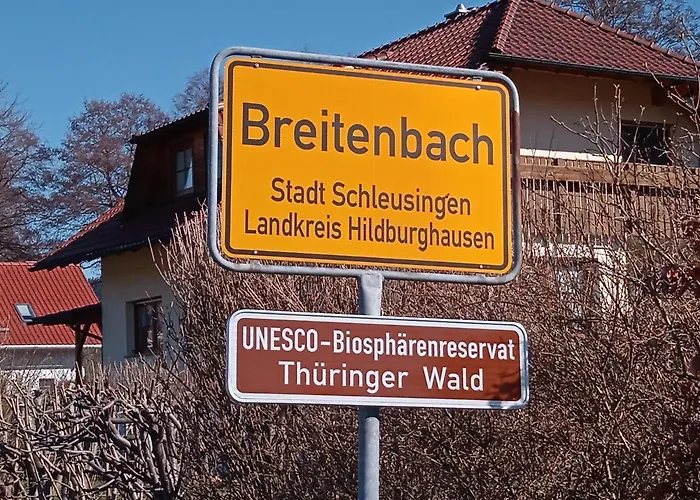 Breitenbach
Stadt Schleusingen
Landkreis Hildburghausen
UNESCO-Biosphärenreservat
Thüringer Wald